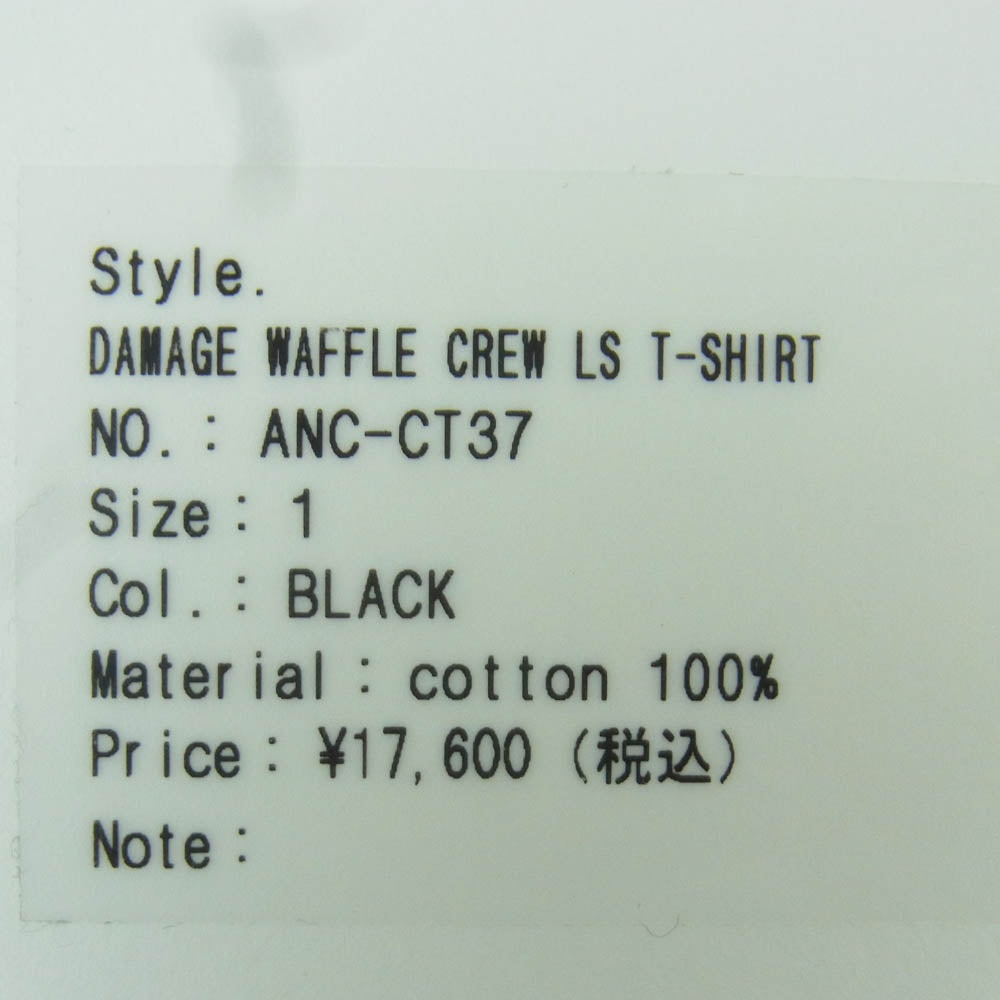 Style.
DAMAGE WAFFLE CREW LS T-SHIRT
NO.: ANC-CT37
Size: 1
Col.: BLACK
Material: cotton 100%
Price: ¥17,600 (税込)
Note: